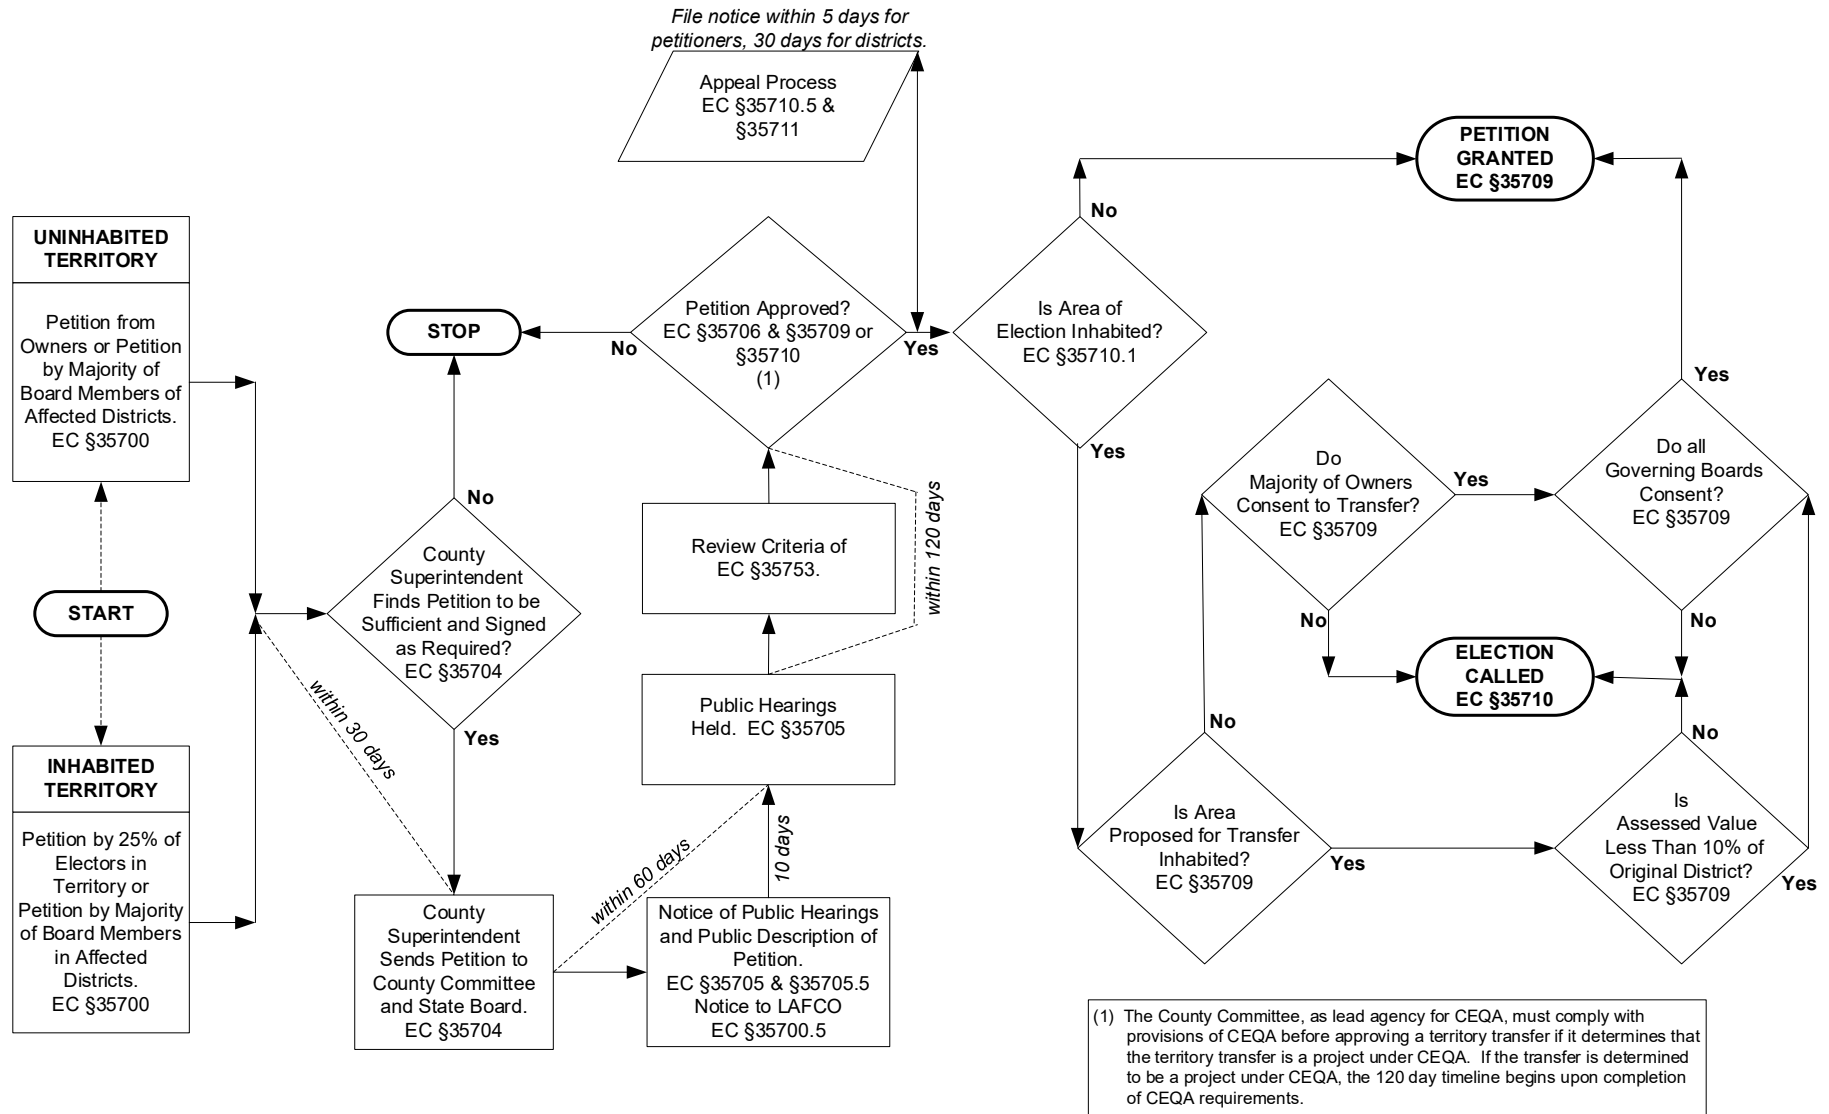 File notice within 5 days for
petitioners, 30 days for districts.
Appeal Process
EC §35710.5 &
§35711
PETITION
GRANTED
EC §35709
UNINHABITED
TERRITORY
Petition from
Owners or Petition
by Majority of
Board Members of
Affected Districts.
EC §35700
START
INHABITED
TERRITORY
Petition by 25% of
Electors in
Territory or
Petition by Majority
of Board Members
in Affected
Districts.
EC §35700
within 30 days
STOP
No
County
Superintendent
Finds Petition to be
Sufficient and Signed
as Required?
EC §35704
Yes
County
Superintendent
Sends Petition to
County Committee
and State Board.
EC §35704
within 60 days
Notice of Public Hearings
and Public Description of
Petition.
EC §35705 & §35705.5
Notice to LAFCO
EC §35700.5
10 days
Public Hearings
Held. EC §35705
Review Criteria of
EC §35753.
within 120 days
Petition Approved?
EC §35706 & §35709 or
§35710
(1)
No
Yes
Is Area of
Election Inhabited?
EC §35710.1
No
Yes
Do
Majority of Owners
Consent to Transfer?
EC §35709
Yes
No
Do all
Governing Boards
Consent?
EC §35709
Yes
No
ELECTION
CALLED
EC §35710
Is Area
Proposed for Transfer
Inhabited?
EC §35709
No
Yes
Is
Assessed Value
Less Than 10% of
Original District?
EC §35709
No
Yes
(1) The County Committee, as lead agency for CEQA, must comply with
provisions of CEQA before approving a territory transfer if it determines that
the territory transfer is a project under CEQA. If the transfer is determined
to be a project under CEQA, the 120 day timeline begins upon completion
of CEQA requirements.